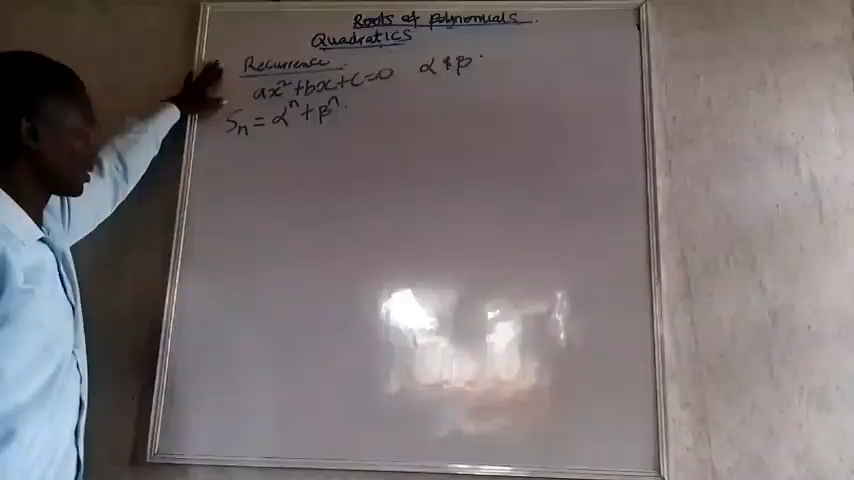 Roots of polynomials.
Quadratics
Recurrence.
ax² + bx + c = 0 α & β.
Sₙ = αⁿ + βⁿ.